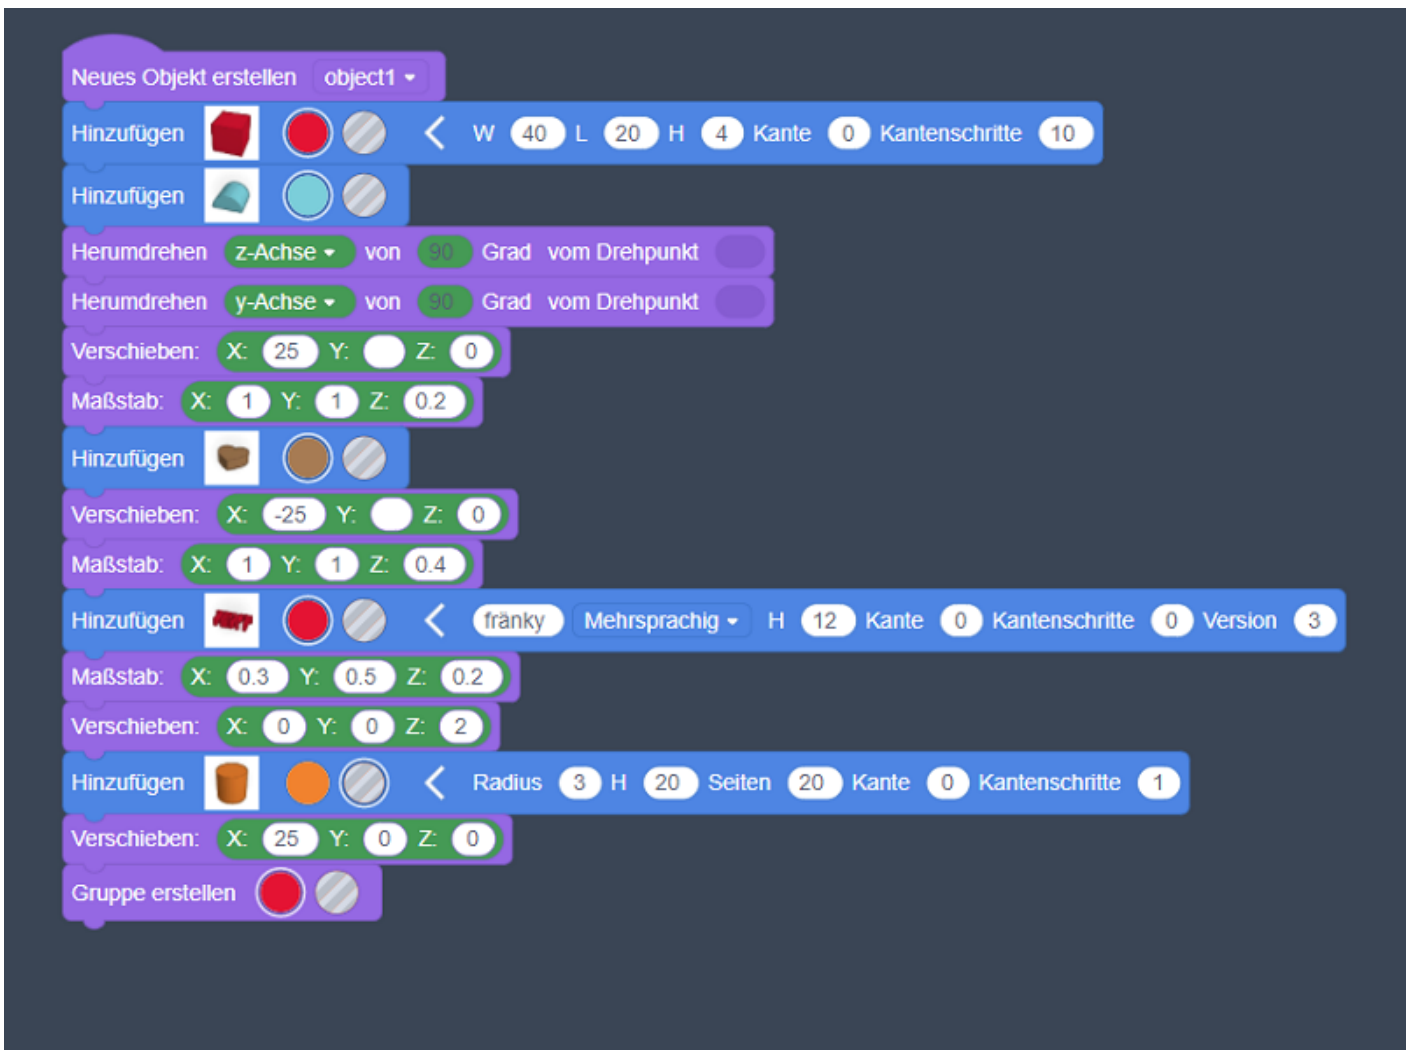 Neues Objekt erstellen object1
Hinzufügen W 40 L 20 H 4 Kante 0 Kantenschritte 10
Hinzufügen
Herumdrehen z-Achse von 90 Grad vom Drehpunkt
Herumdrehen y-Achse von 90 Grad vom Drehpunkt
Verschieben: X: 25 Y: Z: 0
Maßstab: X: 1 Y: 1 Z: 0.2
Hinzufügen
Verschieben: X: -25 Y: Z: 0
Maßstab: X: 1 Y: 1 Z: 0.4
Hinzufügen fränky Mehrsprachig H 12 Kante 0 Kantenschritte 0 Version 3
Maßstab: X: 0.3 Y: 0.5 Z: 0.2
Verschieben: X: 0 Y: 0 Z: 2
Hinzufügen Radius 3 H 20 Seiten 20 Kante 0 Kantenschritte 1
Verschieben: X: 25 Y: 0 Z: 0
Gruppe erstellen